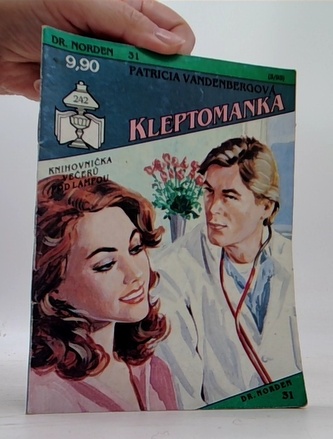 DR. NORDEN 31
9,90
PATRICIA VANDENBERGOVÁ
242
KLEPTOMANKA
KNIHOVNIČKA
VEČERŮ
POD LAMPOU
DR. NORDEN
31